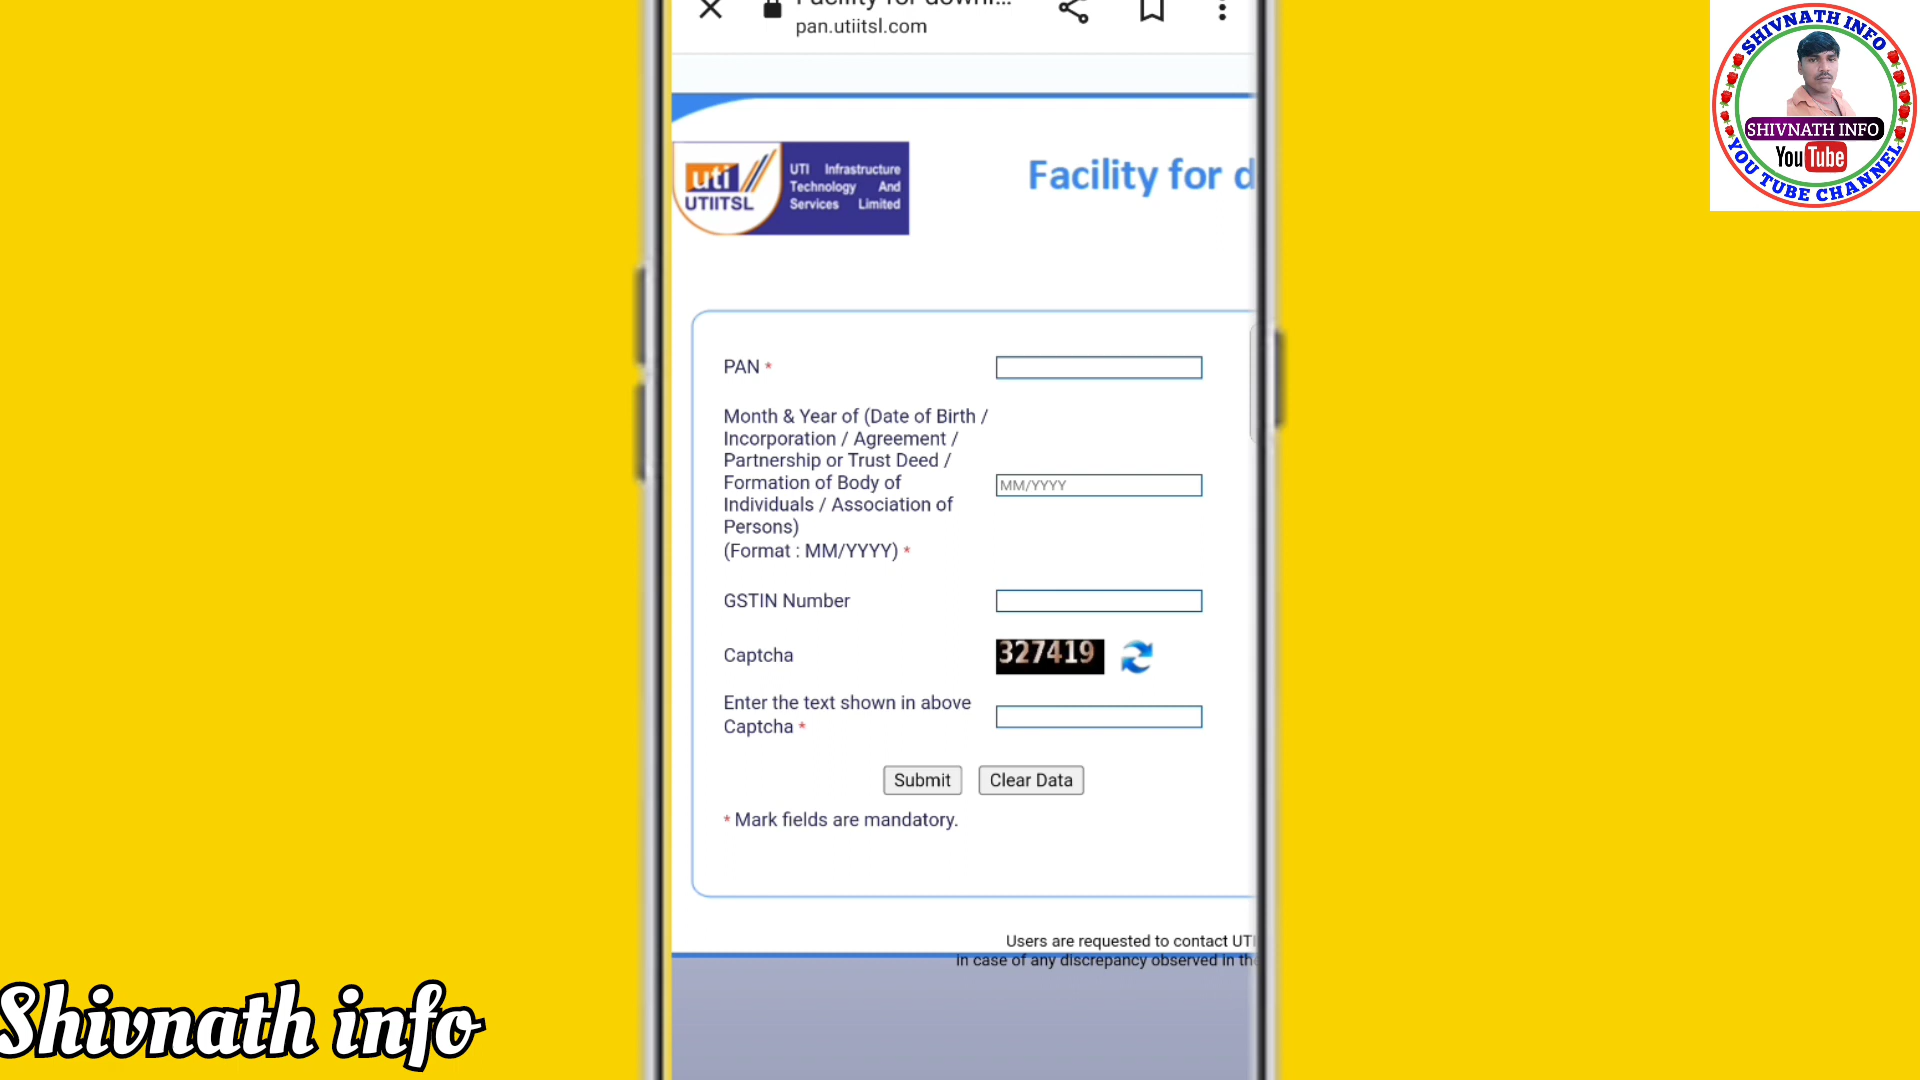 Facility for downl...
pan.utiitsl.com
uti
UTIITSL
UTI Infrastructure
Technology And
Services Limited
Facility for d
PAN *
Month & Year of (Date of Birth /
Incorporation / Agreement /
Partnership or Trust Deed /
Formation of Body of
Individuals / Association of
Persons)
(Format : MM/YYYY) *
MM/YYYY
GSTIN Number
Captcha
327419
Enter the text shown in above
Captcha *
Submit
Clear Data
* Mark fields are mandatory.
Users are requested to contact UTI
In case of any discrepancy observed in the
SHIVNATH INFO
SHIVNATH INFO
YouTube
YOU TUBE CHANNEL
Shivnath info